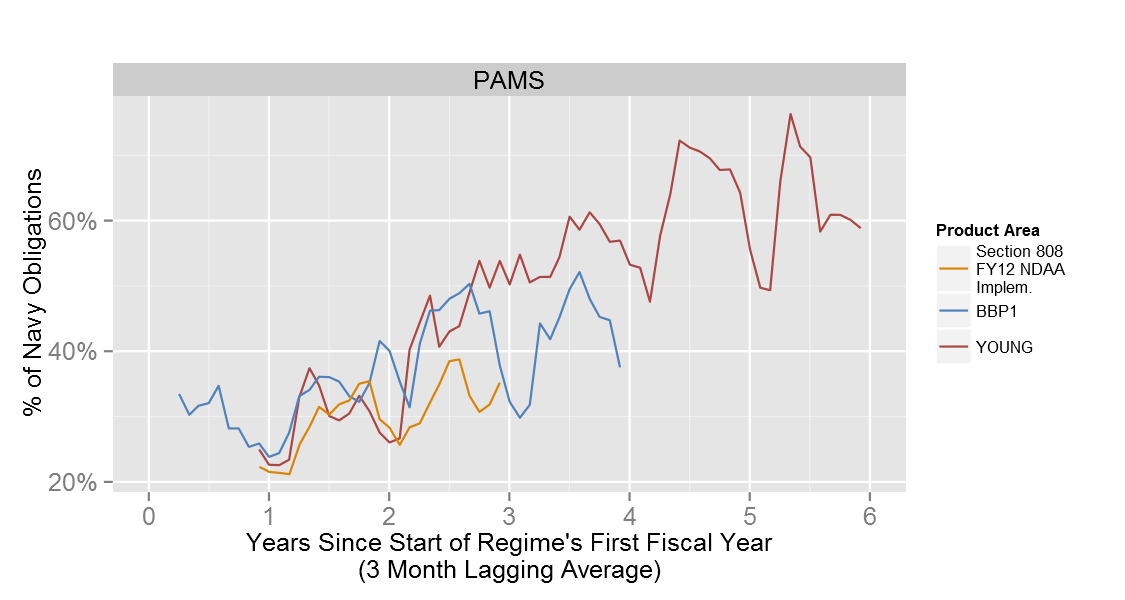 PAMS
% of Navy Obligations
60%
40%
20%
0 1 2 3 4 5 6
Years Since Start of Regime's First Fiscal Year
(3 Month Lagging Average)
Product Area
Section 808
FY12 NDAA
Implem.
BBP1
YOUNG